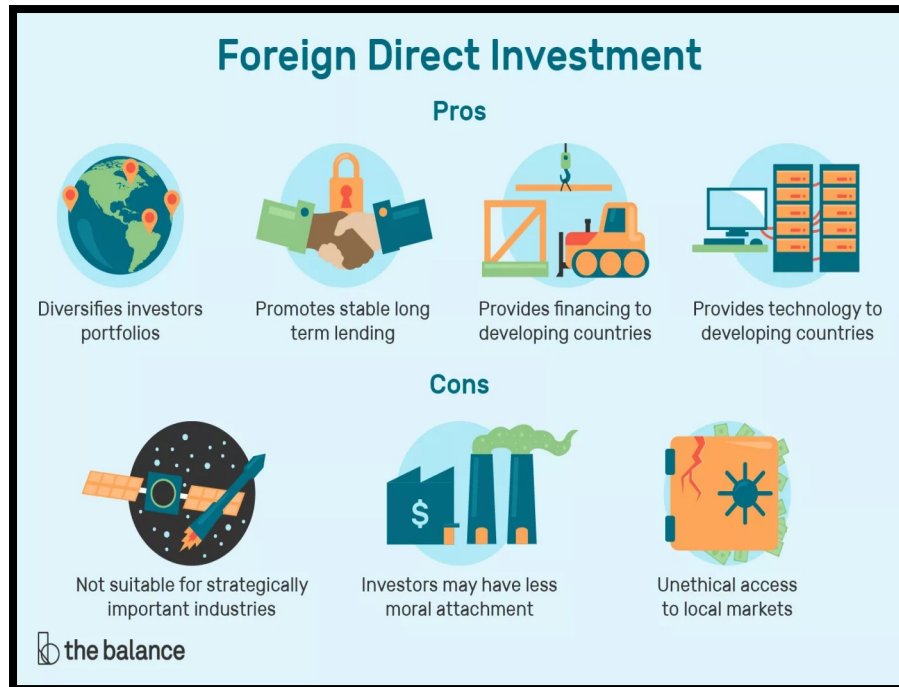 Foreign Direct Investment
Pros
Diversifies investors
portfolios
Promotes stable long
term lending
Provides financing to
developing countries
Provides technology to
developing countries
Cons
$
Not suitable for strategically
important industries
Investors may have less
moral attachment
Unethical access
to local markets
the balance